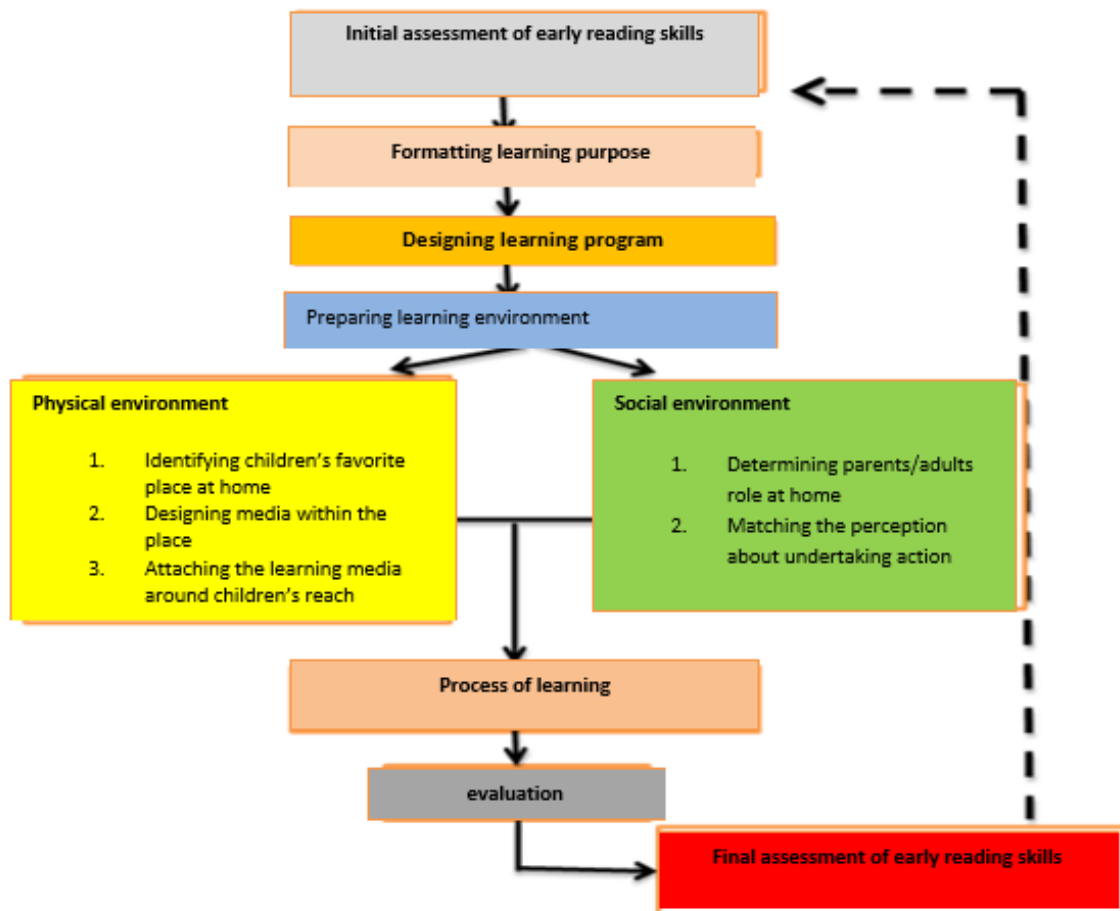 Initial assessment of early reading skills
Formatting learning purpose
Designing learning program
Preparing learning environment
Physical environment
1. Identifying children's favorite
place at home
2. Designing media within the
place
3. Attaching the learning media
around children's reach
Social environment
1. Determining parents/adults
role at home
2. Matching the perception
about undertaking action
Process of learning
evaluation
Final assessment of early reading skills